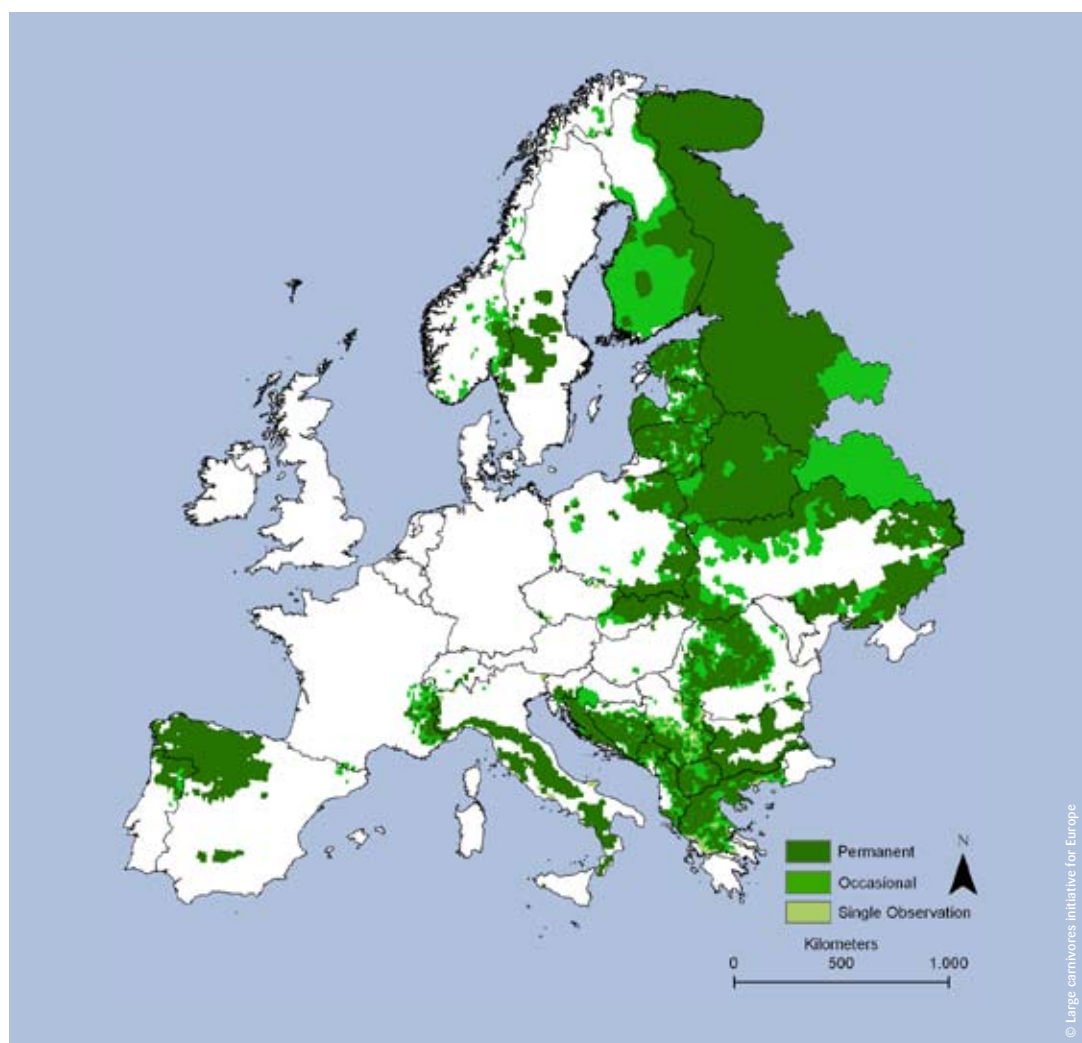 N
Permanent
Occasional
Single Observation
Kilometers
0 500 1.000
© Large carnivores initiative for Europe